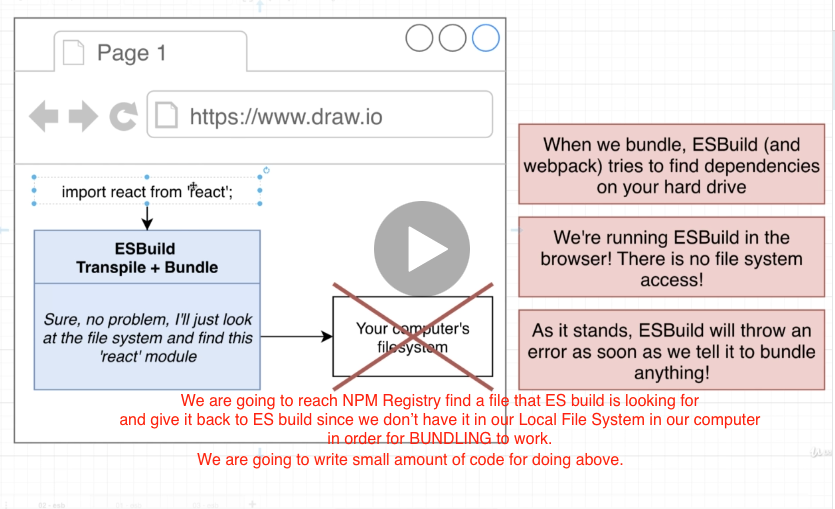 Page 1
https://www.draw.io
import react from 'react';
ESBuild
Transpile + Bundle
Sure, no problem, I'll just look
at the file system and find this
'react' module
Your computer's
filesystem
When we bundle, ESBuild (and
webpack) tries to find dependencies
on your hard drive
We're running ESBuild in the
browser! There is no file system
access!
As it stands, ESBuild will throw an
error as soon as we tell it to bundle
anything!
We are going to reach NPM Registry find a file that ES build is looking for
and give it back to ES build since we don't have it in our Local File System in our computer
in order for BUNDLING to work.
We are going to write small amount of code for doing above.